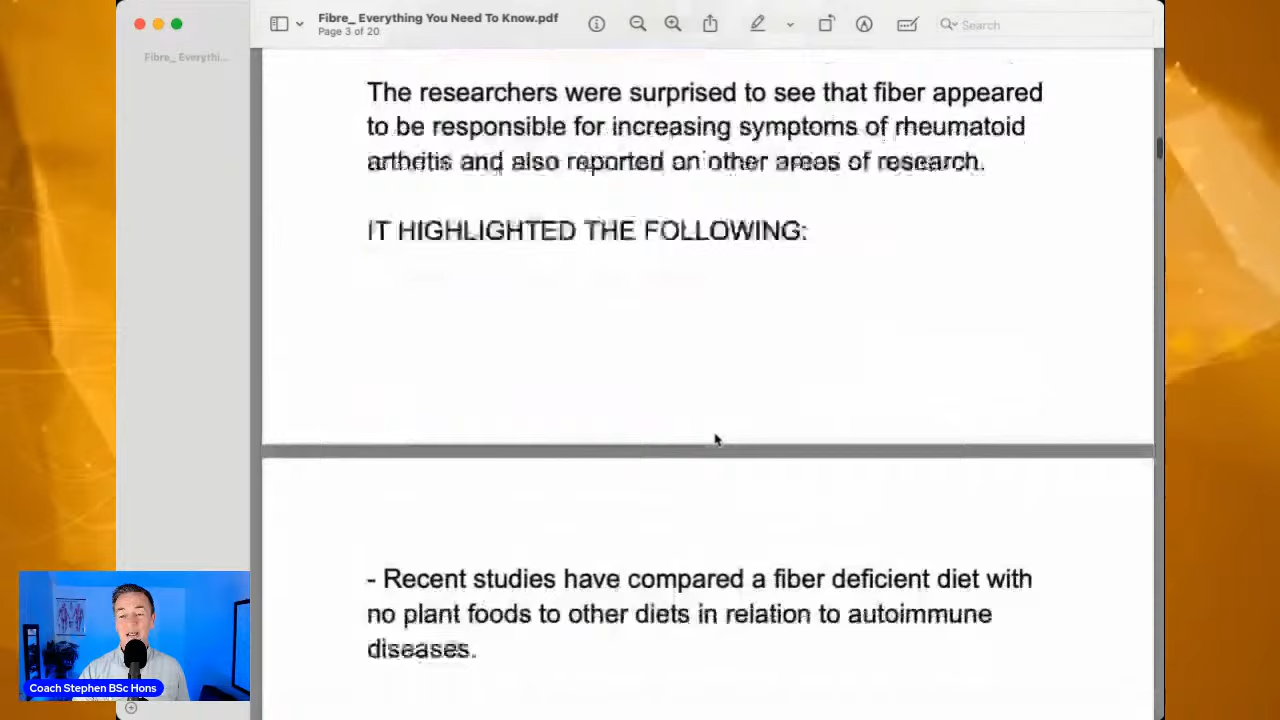 Fibre_ Everything You Need To Know.pdf
Page 3 of 20
Search
Fibre_ Everythi...
The researchers were surprised to see that fiber appeared
to be responsible for increasing symptoms of rheumatoid
arthritis and also reported on other areas of research.
IT HIGHLIGHTED THE FOLLOWING:
- Recent studies have compared a fiber deficient diet with
no plant foods to other diets in relation to autoimmune
diseases.
Coach Stephen BSc Hons